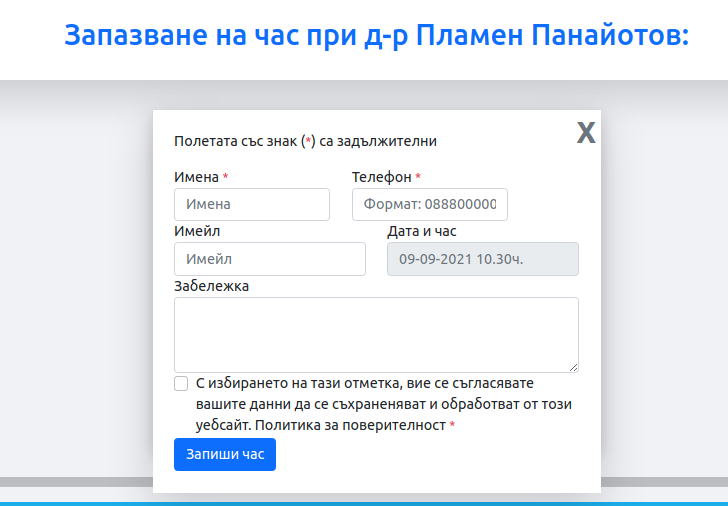 Запазване на час при д-р Пламен Панайотов:
X
Полетата със знак (*) са задължителни
Имена * Телефон *
Имена Формат: 088800000
Имейл Дата и час
Имейл 09-09-2021 10.30ч.
Забележка
С избирането на тази отметка, вие се съгласявате
вашите данни да се съхраненяват и обработват от този
уебсайт. Политика за поверителност *
Запиши час